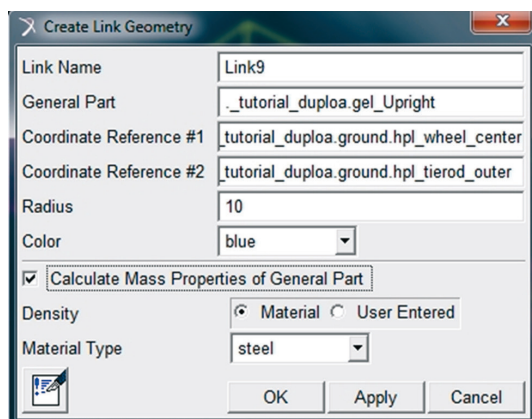 Create Link Geometry
Link Name Link9
General Part ._tutorial_duploa.gel_Upright
Coordinate Reference #1 _tutorial_duploa.ground.hpl_wheel_center
Coordinate Reference #2 _tutorial_duploa.ground.hpl_tierod_outer
Radius 10
Color blue
Calculate Mass Properties of General Part
Density Material User Entered
Material Type steel
OK Apply Cancel